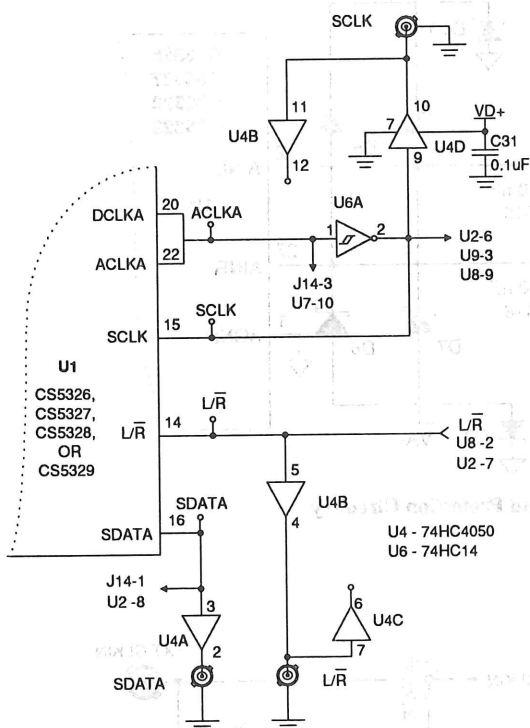 SCLK
11
10
VD+
7
U4B
U4D
C31
12
9
0.1uF
U6A
20
ACLKA
DCLKA
1
2
U2-6
U9-3
U8-9
22
ACLKA
J14-3
U7-10
15
SCLK
SCLK
U1
CS5326,
CS5327,
CS5328,
OR
CS5329
14
L/R̅
L/R̅
L/R̅
U8 -2
U2 -7
5
U4B
4
16
SDATA
SDATA
U4 - 74HC4050
U6 - 74HC14
J14-1
U2 -8
3
U4A
2
6
U4C
7
SDATA
L/R̅